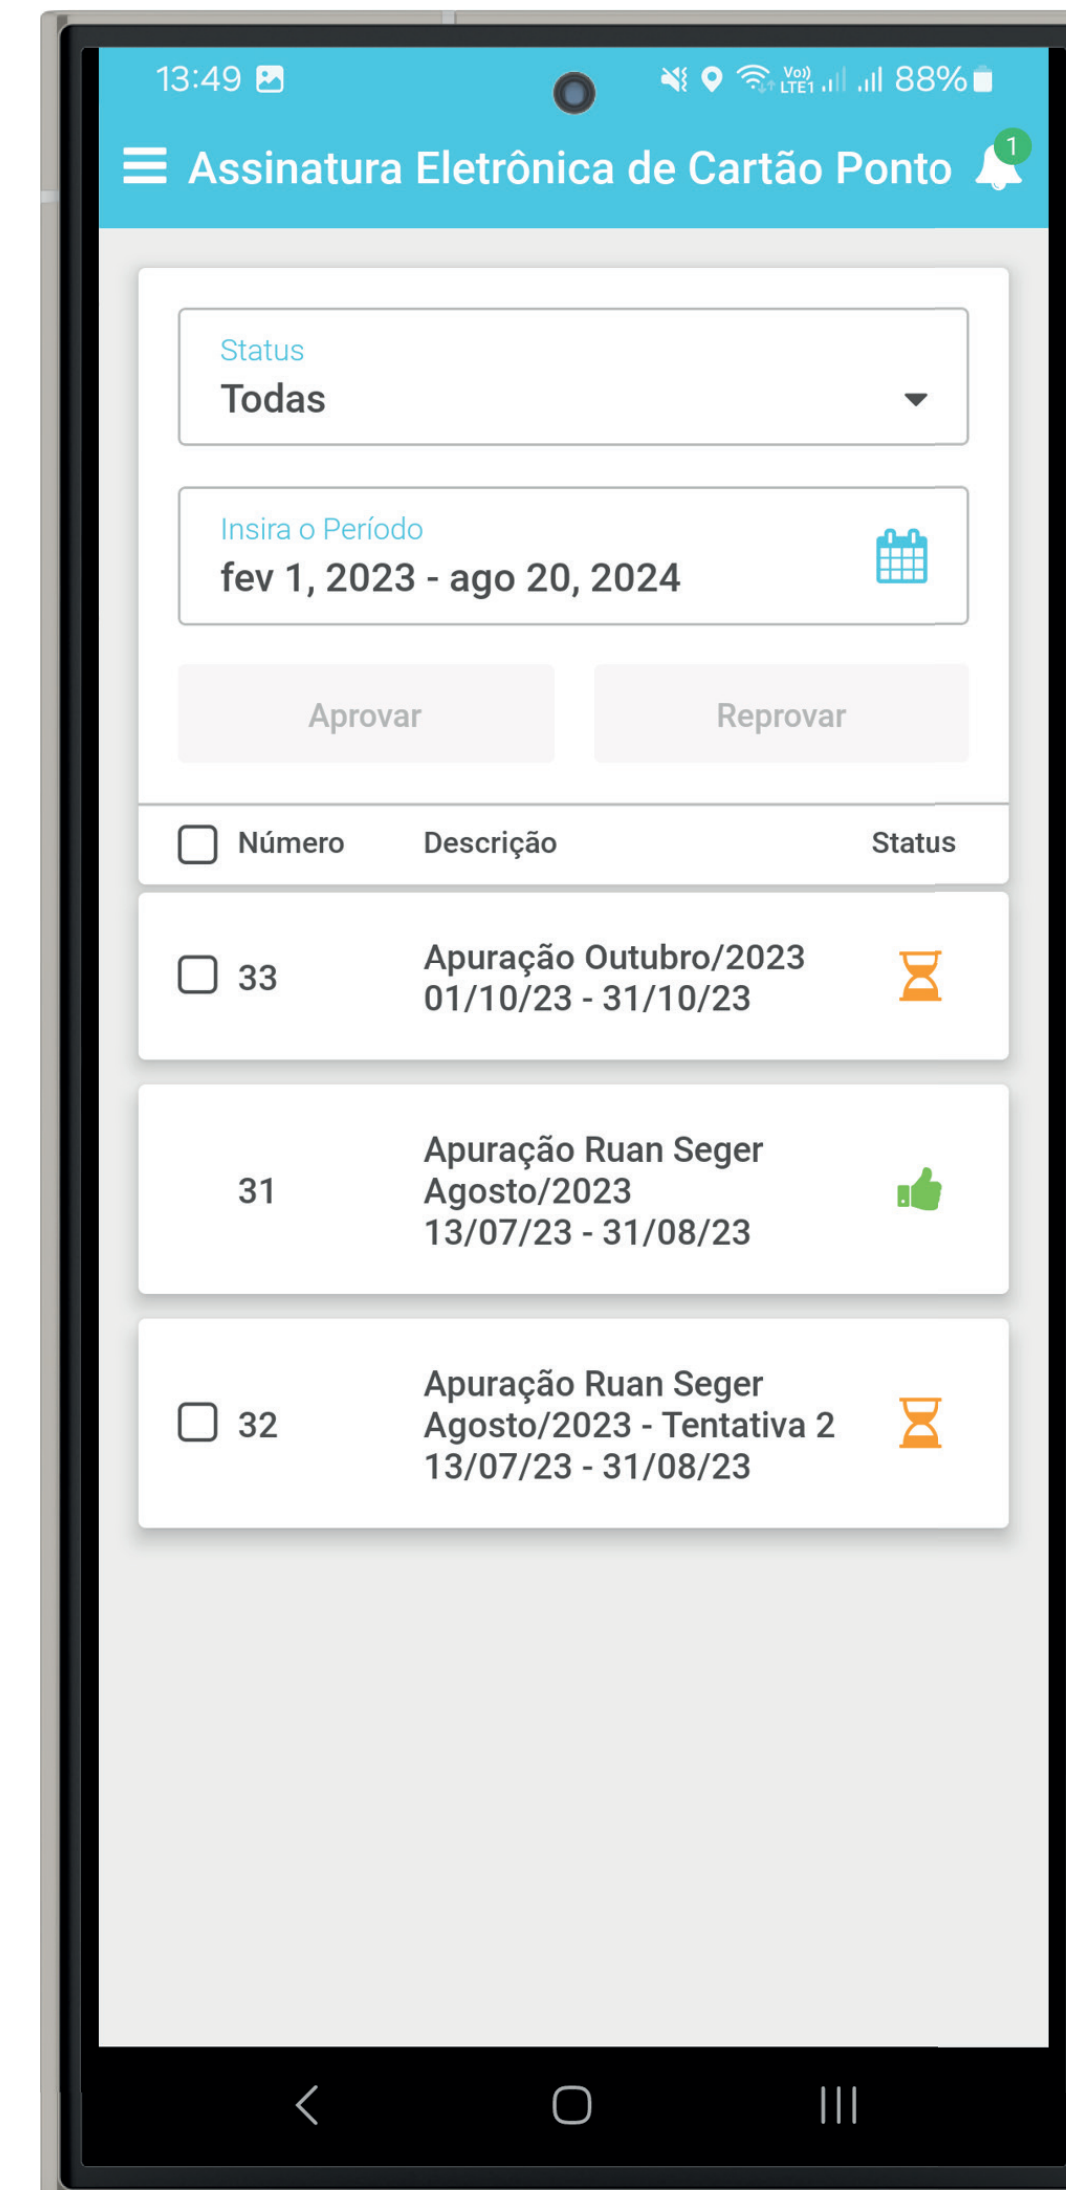 13:49
Vo))
LTE1
88%
Assinatura Eletrônica de Cartão Ponto
1
Status
Todas
Insira o Período
fev 1, 2023 - ago 20, 2024
Aprovar
Reprovar
Número
Descrição
Status
33
Apuração Outubro/2023
01/10/23 - 31/10/23
31
Apuração Ruan Seger
Agosto/2023
13/07/23 - 31/08/23
32
Apuração Ruan Seger
Agosto/2023 - Tentativa 2
13/07/23 - 31/08/23